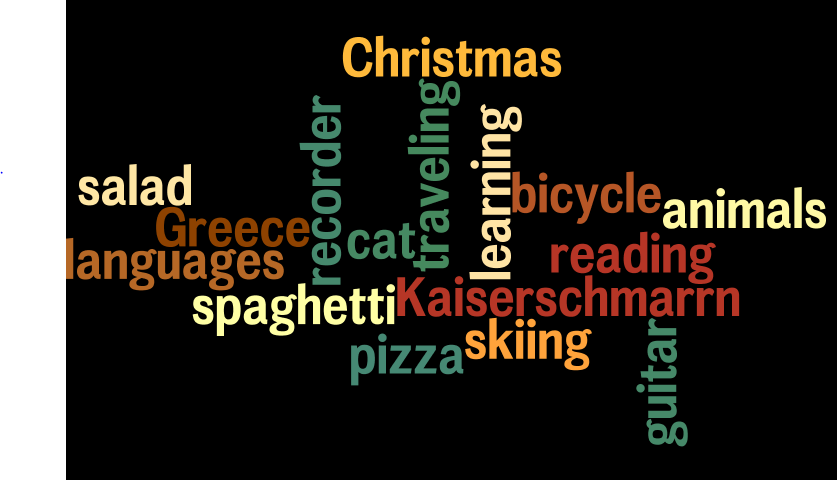 Christmas
recorder
traveling
learning
salad
bicycle
animals
Greece
cat
languages
reading
spaghetti
Kaiserschmarrn
pizza
skiing
guitar